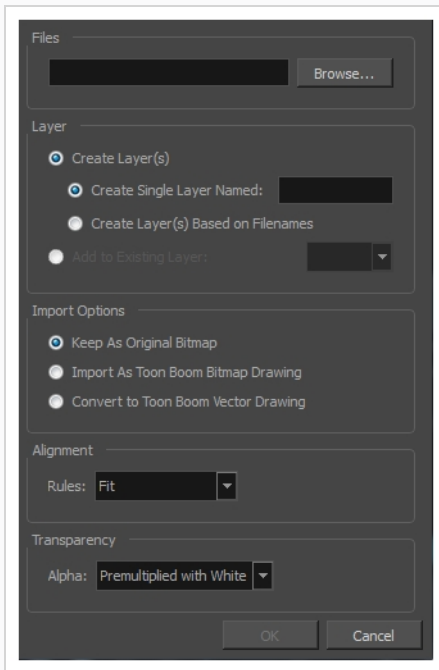 Files
Browse...
Layer
Create Layer(s)
Create Single Layer Named:
Create Layer(s) Based on Filenames
Add to Existing Layer:
Import Options
Keep As Original Bitmap
Import As Toon Boom Bitmap Drawing
Convert to Toon Boom Vector Drawing
Alignment
Rules: Fit
Transparency
Alpha: Premultiplied with White
OK Cancel